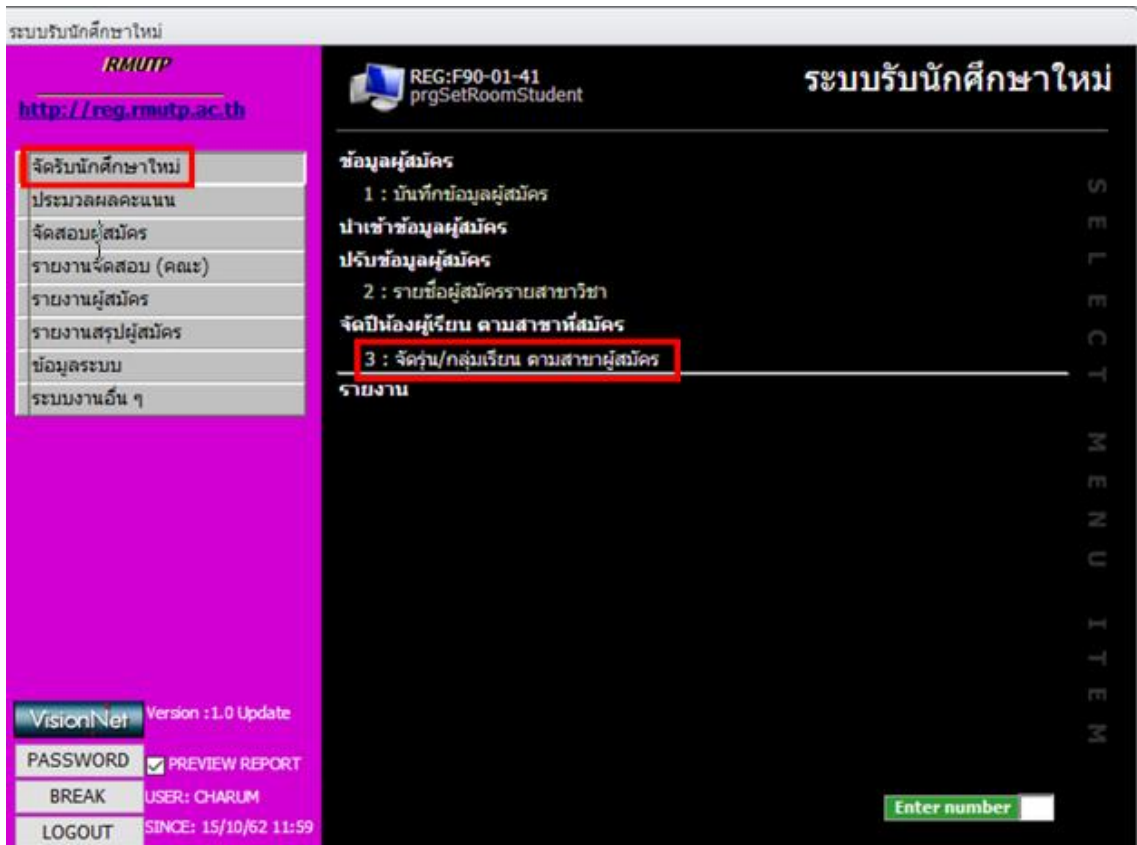 ระบบรับนักศึกษาใหม่
RMUTP
http://reg.rmutp.ac.th
จัดรับนักศึกษาใหม่
ประมวลผลคะแนน
จัดสอบผู้สมัคร
รายงานจัดสอบ (คณะ)
รายงานผู้สมัคร
รายงานสรุปผู้สมัคร
ข้อมูลระบบ
ระบบงานอื่น ๆ
VisionNet
Version :1.0 Update
PASSWORD
PREVIEW REPORT
BREAK
USER: CHARUM
LOGOUT
SINCE: 15/10/62 11:59
REG:F90-01-41
prgSetRoomStudent
ระบบรับนักศึกษาใหม่
ข้อมูลผู้สมัคร
1 : บันทึกข้อมูลผู้สมัคร
นำเข้าข้อมูลผู้สมัคร
ปรับข้อมูลผู้สมัคร
2 : รายชื่อผู้สมัครรายสาขาวิชา
จัดปีห้องผู้เรียน ตามสาขาที่สมัคร
3 : จัดรุ่น/กลุ่มเรียน ตามสาขาผู้สมัคร
รายงาน
SELECT MENU ITEM
Enter number